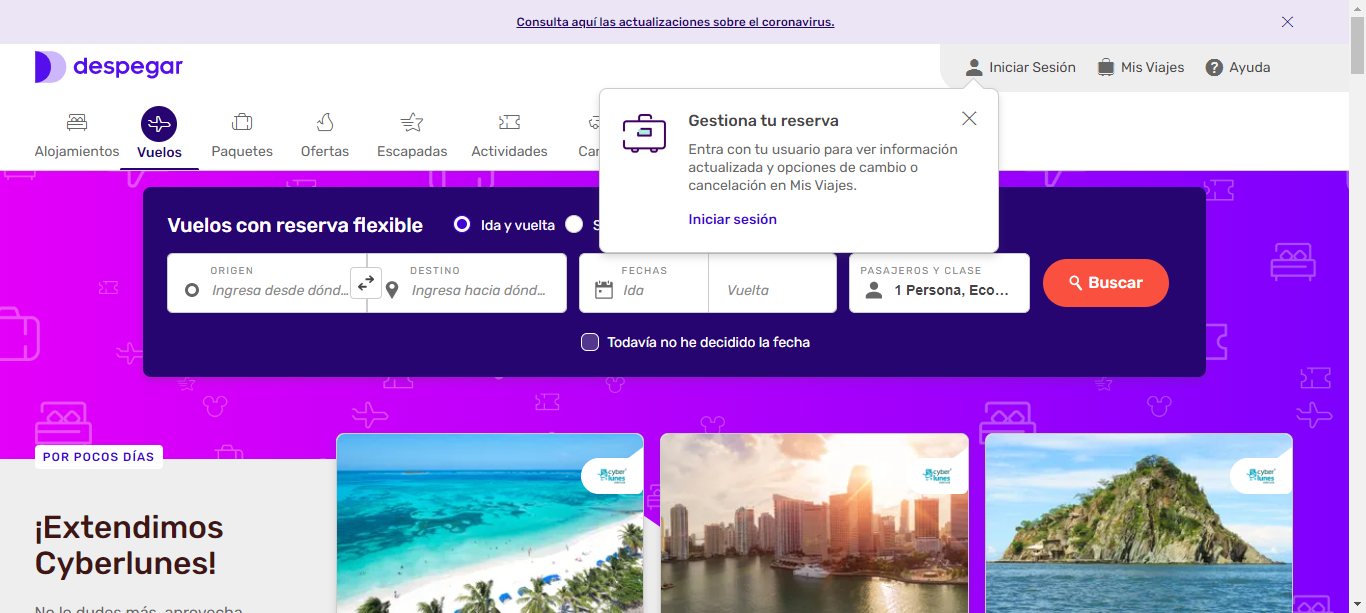 Consulta aquí las actualizaciones sobre el coronavirus.
despegar
Iniciar Sesión
Mis Viajes
Ayuda
Alojamientos
Vuelos
Paquetes
Ofertas
Escapadas
Actividades
Gestiona tu reserva
Entra con tu usuario para ver información
actualizada y opciones de cambio o
cancelación en Mis Viajes.
Iniciar sesión
Vuelos con reserva flexible
Ida y vuelta
ORIGEN
Ingresa desde dónd...
DESTINO
Ingresa hacia dónd...
FECHAS
Ida
Vuelta
PASAJEROS Y CLASE
1 Persona, Eco...
Buscar
Todavía no he decidido la fecha
POR POCOS DÍAS
¡Extendimos
Cyberlunes!
No lo dudes más, aprovecha
cyber
lunes
cyber
lunes
cyber
lunes